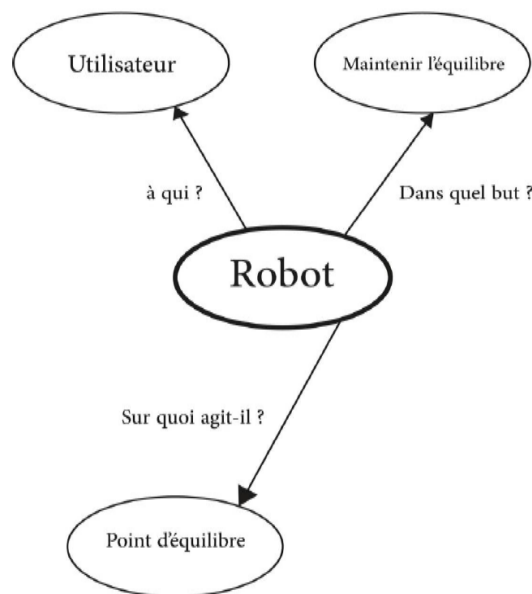 Utilisateur
Maintenir l'équilibre
à qui ?
Dans quel but ?
Robot
Sur quoi agit-il ?
Point d'équilibre